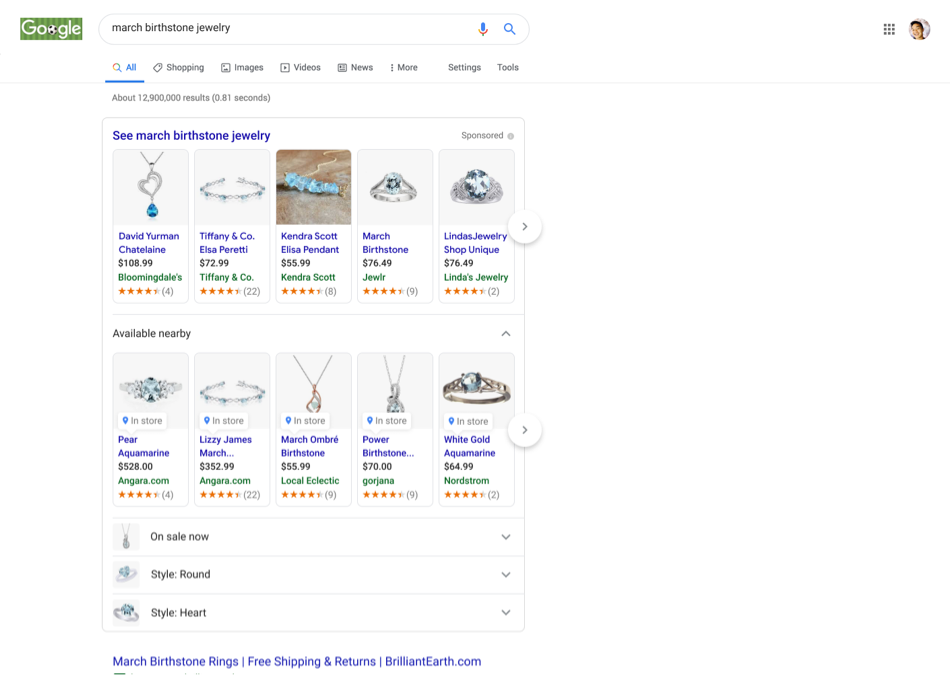 Google
march birthstone jewelry
All
Shopping
Images
Videos
News
More
Settings
Tools
About 12,900,000 results (0.81 seconds)
See march birthstone jewelry
Sponsored
David Yurman
Chatelaine
$108.99
Bloomingdale's
(4)
Tiffany & Co.
Elsa Peretti
$72.99
Tiffany & Co.
(22)
Kendra Scott
Elisa Pendant
$55.99
Kendra Scott
(8)
March
Birthstone
$76.49
Jewlr
(9)
LindasJewelry
Shop Unique
$76.49
Linda's Jewelry
(2)
Available nearby
In store
Pear
Aquamarine
$528.00
Angara.com
(4)
In store
Lizzy James
March...
$352.99
Angara.com
(22)
In store
March Ombré
Birthstone
$55.99
Local Eclectic
(9)
In store
Power
Birthstone...
$70.00
gorjana
(9)
In store
White Gold
Aquamarine
$64.99
Nordstrom
(2)
On sale now
Style: Round
Style: Heart
March Birthstone Rings | Free Shipping & Returns | BrilliantEarth.com